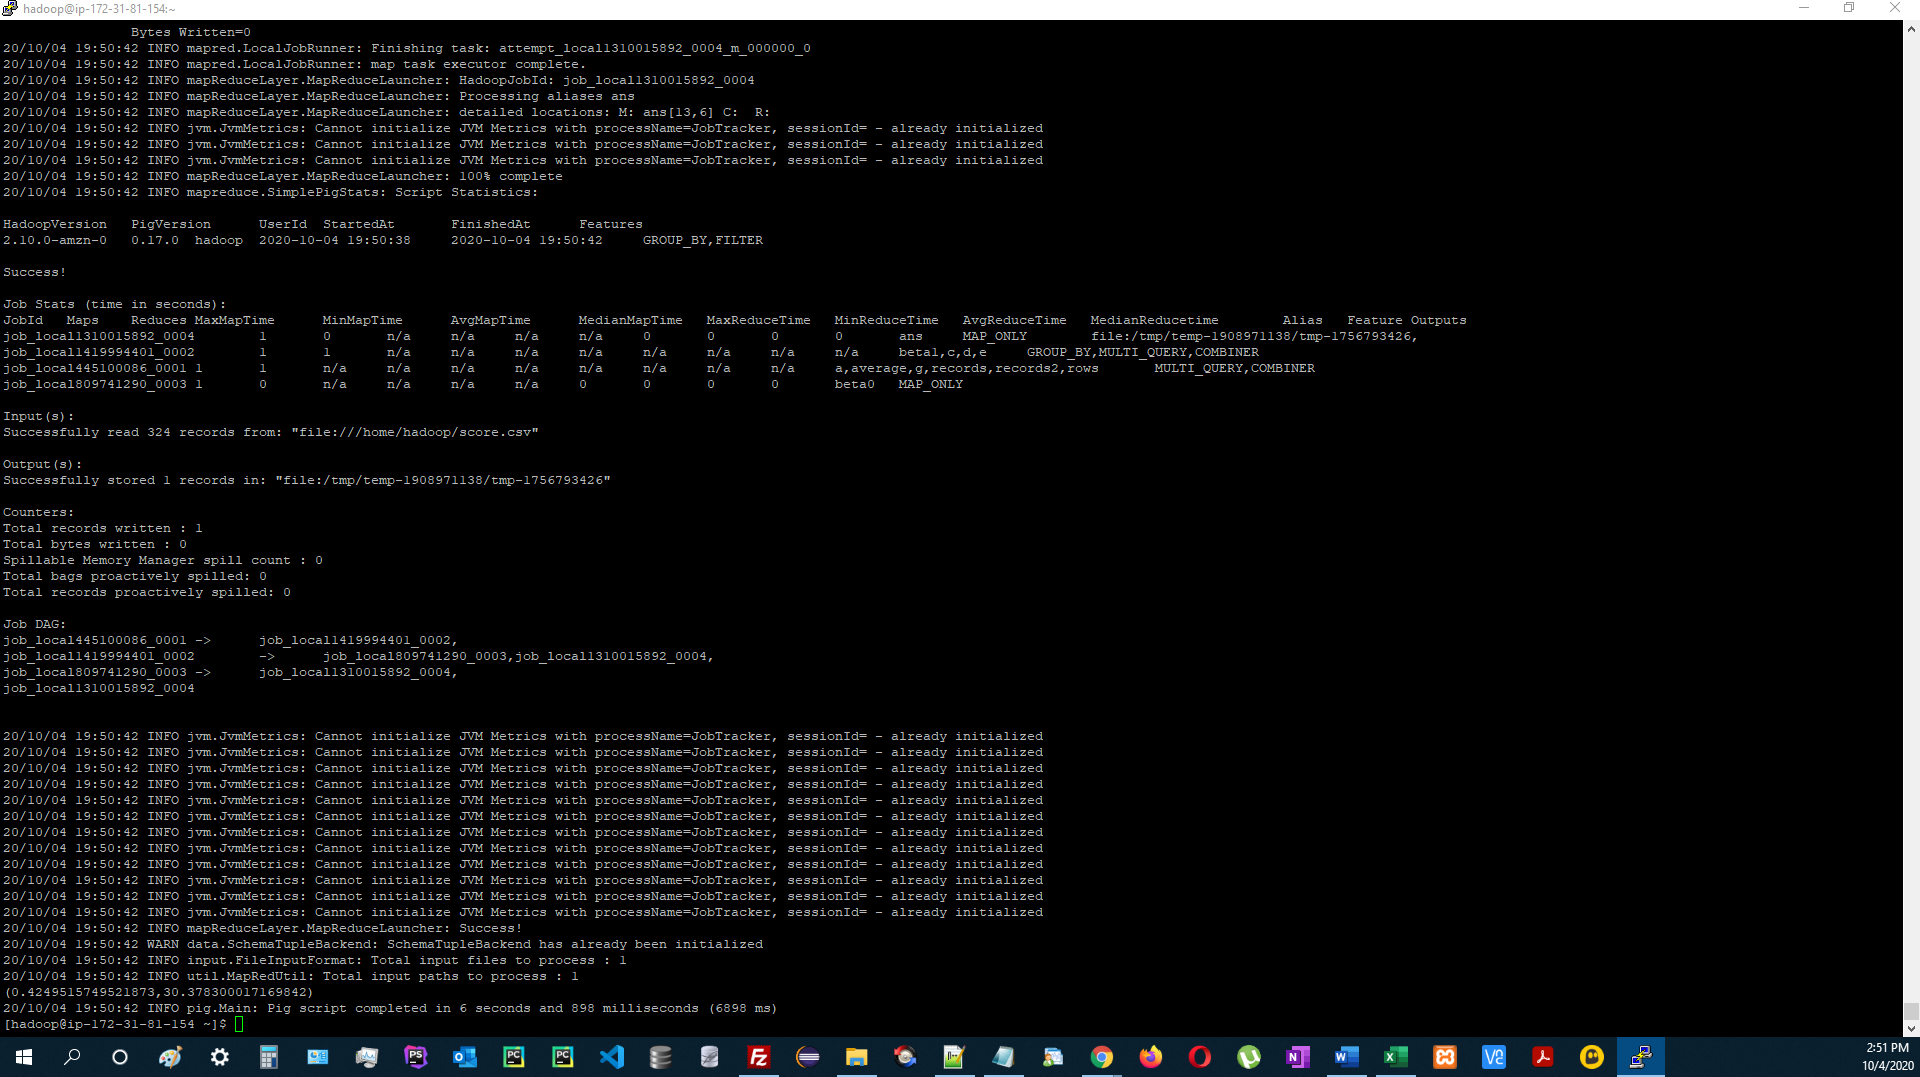 hadoop@ip-172-31-81-154:~
Bytes Written=0
20/10/04 19:50:42 INFO mapred.LocalJobRunner: Finishing task: attempt_local1310015892_0004_m_000000_0
20/10/04 19:50:42 INFO mapred.LocalJobRunner: map task executor complete.
20/10/04 19:50:42 INFO mapReduceLayer.MapReduceLauncher: HadoopJobId: job_local1310015892_0004
20/10/04 19:50:42 INFO mapReduceLayer.MapReduceLauncher: Processing aliases ans
20/10/04 19:50:42 INFO mapReduceLayer.MapReduceLauncher: detailed locations: M: ans[13,6] C:  R:
20/10/04 19:50:42 INFO jvm.JvmMetrics: Cannot initialize JVM Metrics with processName=JobTracker, sessionId= - already initialized
20/10/04 19:50:42 INFO jvm.JvmMetrics: Cannot initialize JVM Metrics with processName=JobTracker, sessionId= - already initialized
20/10/04 19:50:42 INFO jvm.JvmMetrics: Cannot initialize JVM Metrics with processName=JobTracker, sessionId= - already initialized
20/10/04 19:50:42 INFO mapReduceLayer.MapReduceLauncher: 100% complete
20/10/04 19:50:42 INFO mapreduce.SimplePigStats: Script Statistics:
HadoopVersion PigVersion UserId StartedAt FinishedAt Features
2.10.0-amzn-0 0.17.0 hadoop 2020-10-04 19:50:38 2020-10-04 19:50:42 GROUP_BY,FILTER
Success!
Job Stats (time in seconds):
JobId Maps Reduces MaxMapTime MinMapTime AvgMapTime MedianMapTime MaxReduceTime MinReduceTime AvgReduceTime MedianReducetime Alias Feature Outputs
job_local1310015892_0004 1 0 n/a n/a n/a n/a 0 0 0 0 ans MAP_ONLY file:/tmp/temp-1908971138/tmp-1756793426,
job_local1419994401_0002 1 1 n/a n/a n/a n/a n/a n/a n/a n/a beta1,c,d,e GROUP_BY,MULTI_QUERY,COMBINER
job_local445100086_0001 1 1 n/a n/a n/a n/a n/a n/a n/a n/a a,average,g,records,records2,rows MULTI_QUERY,COMBINER
job_local809741290_0003 1 0 n/a n/a n/a n/a 0 0 0 0 beta0 MAP_ONLY
Input(s):
Successfully read 324 records from: "file:///home/hadoop/score.csv"
Output(s):
Successfully stored 1 records in: "file:/tmp/temp-1908971138/tmp-1756793426"
Counters:
Total records written : 1
Total bytes written : 0
Spillable Memory Manager spill count : 0
Total bags proactively spilled: 0
Total records proactively spilled: 0
Job DAG:
job_local445100086_0001 -> job_local1419994401_0002,
job_local1419994401_0002 -> job_local809741290_0003,job_local1310015892_0004,
job_local809741290_0003 -> job_local1310015892_0004,
job_local1310015892_0004
20/10/04 19:50:42 INFO jvm.JvmMetrics: Cannot initialize JVM Metrics with processName=JobTracker, sessionId= - already initialized
20/10/04 19:50:42 INFO jvm.JvmMetrics: Cannot initialize JVM Metrics with processName=JobTracker, sessionId= - already initialized
20/10/04 19:50:42 INFO jvm.JvmMetrics: Cannot initialize JVM Metrics with processName=JobTracker, sessionId= - already initialized
20/10/04 19:50:42 INFO jvm.JvmMetrics: Cannot initialize JVM Metrics with processName=JobTracker, sessionId= - already initialized
20/10/04 19:50:42 INFO jvm.JvmMetrics: Cannot initialize JVM Metrics with processName=JobTracker, sessionId= - already initialized
20/10/04 19:50:42 INFO jvm.JvmMetrics: Cannot initialize JVM Metrics with processName=JobTracker, sessionId= - already initialized
20/10/04 19:50:42 INFO jvm.JvmMetrics: Cannot initialize JVM Metrics with processName=JobTracker, sessionId= - already initialized
20/10/04 19:50:42 INFO jvm.JvmMetrics: Cannot initialize JVM Metrics with processName=JobTracker, sessionId= - already initialized
20/10/04 19:50:42 INFO jvm.JvmMetrics: Cannot initialize JVM Metrics with processName=JobTracker, sessionId= - already initialized
20/10/04 19:50:42 INFO jvm.JvmMetrics: Cannot initialize JVM Metrics with processName=JobTracker, sessionId= - already initialized
20/10/04 19:50:42 INFO jvm.JvmMetrics: Cannot initialize JVM Metrics with processName=JobTracker, sessionId= - already initialized
20/10/04 19:50:42 INFO jvm.JvmMetrics: Cannot initialize JVM Metrics with processName=JobTracker, sessionId= - already initialized
20/10/04 19:50:42 INFO mapReduceLayer.MapReduceLauncher: Success!
20/10/04 19:50:42 WARN data.SchemaTupleBackend: SchemaTupleBackend has already been initialized
20/10/04 19:50:42 INFO input.FileInputFormat: Total input files to process : 1
20/10/04 19:50:42 INFO util.MapRedUtil: Total input paths to process : 1
(0.4249515749521873,30.378300017169842)
20/10/04 19:50:42 INFO pig.Main: Pig script completed in 6 seconds and 898 milliseconds (6898 ms)
[hadoop@ip-172-31-81-154 ~]$
2:51 PM
10/4/2020